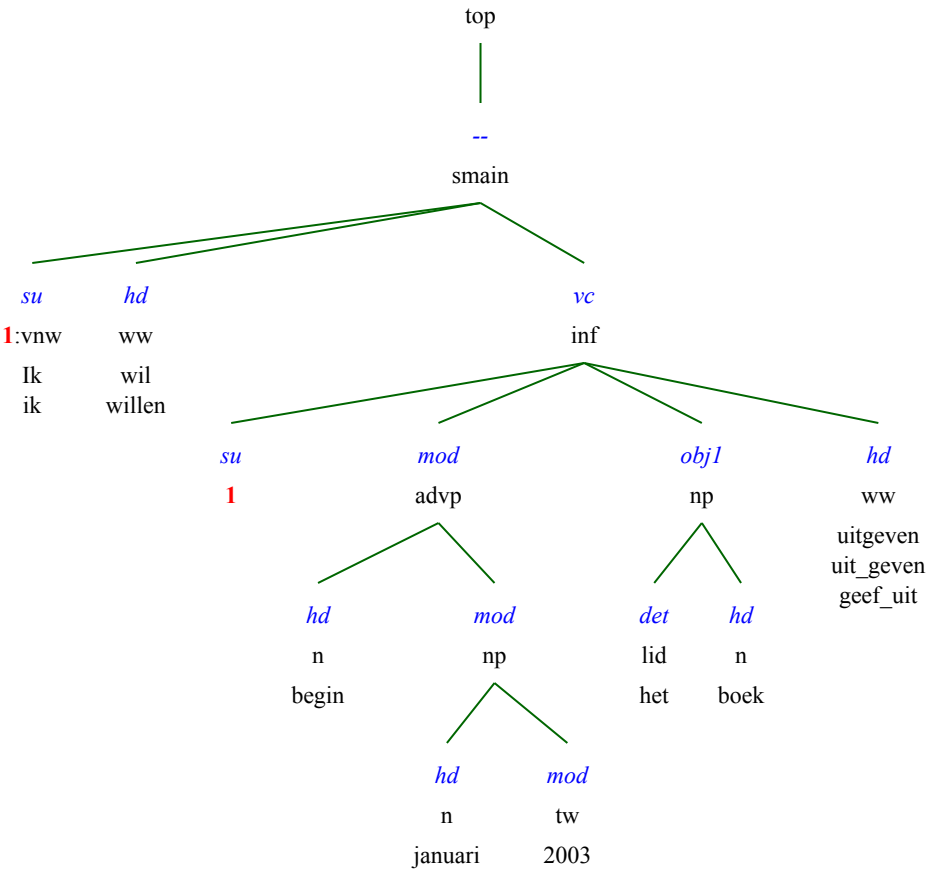 top
--
smain
su hd vc
1:vnw ww inf
Ik wil
ik willen
su mod obj1 hd
1 advp np ww
uitgeven
uit_geven
geef_uit
hd mod det hd
n np lid n
begin het boek
hd mod
n tw
januari 2003